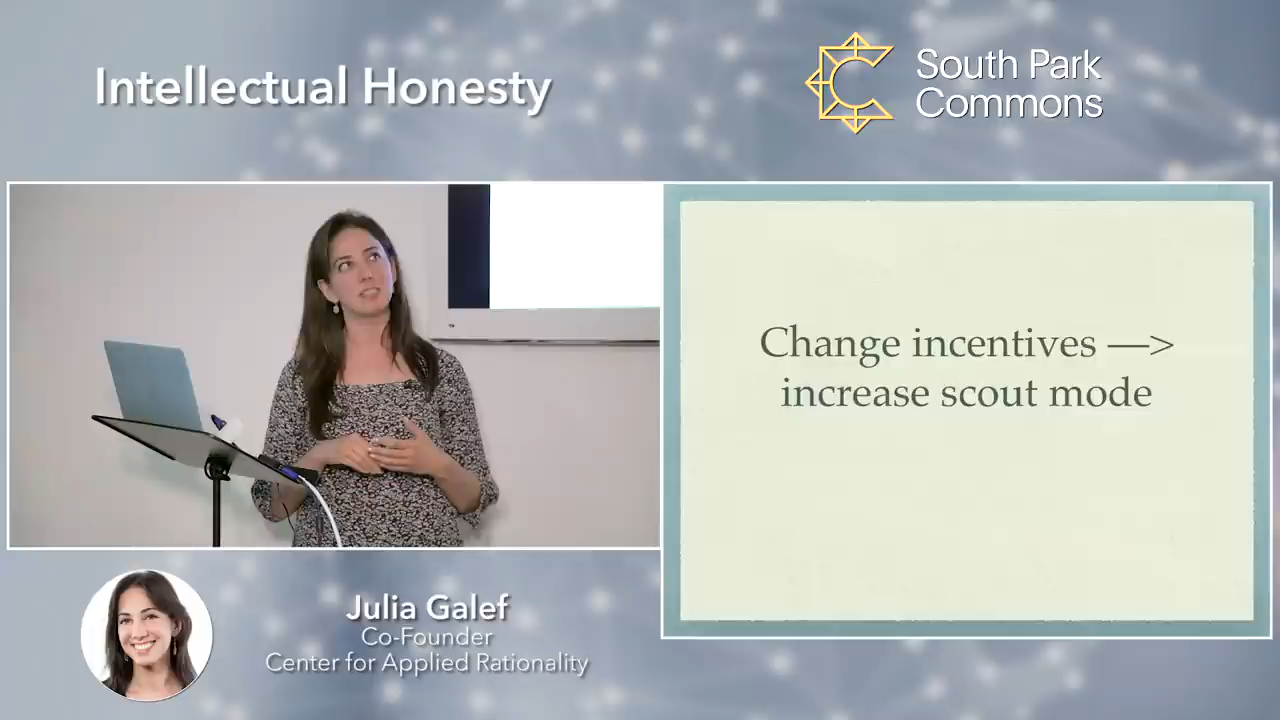 Intellectual Honesty
South Park
Commons
Change incentives —>
increase scout mode
Julia Galef
Co-Founder
Center for Applied Rationality